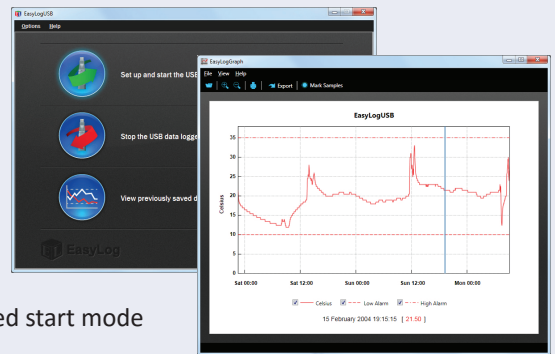 EasyLogUSB
Options Help
Set up and start the USB
Stop the USB data logge
View previously saved d
EasyLog
ed start mode
EasyLogGraph
File View Help
Export Mark Samples
EasyLogUSB
Celsius
35
30
25
20
15
10
5
0
Sat 00:00 Sat 12:00 Sun 00:00 Sun 12:00 Mon 00:00
Celsius Low Alarm High Alarm
15 February 2004 19:15:15 [ 21.50 ]